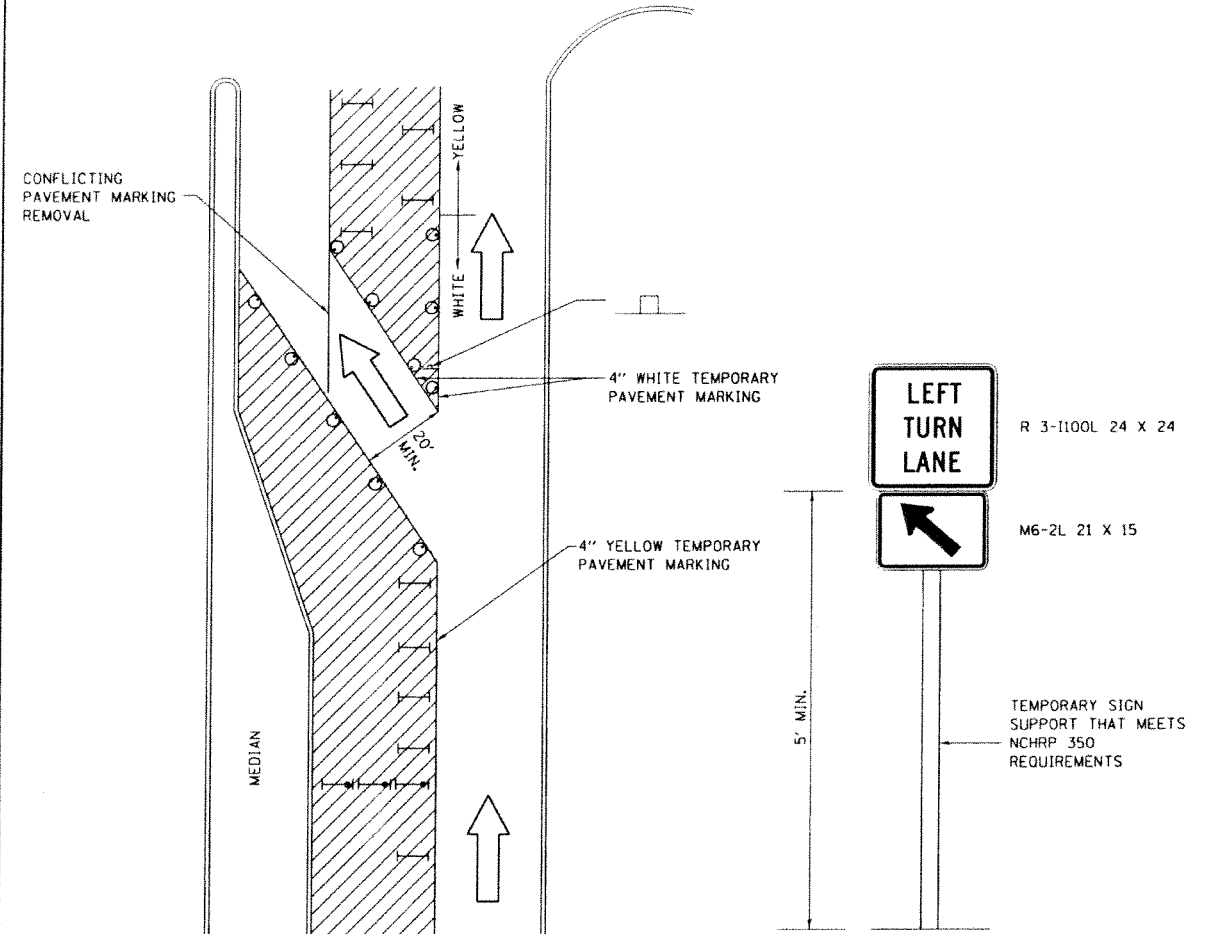 CONFLICTING
PAVEMENT MARKING
REMOVAL
YELLOW
WHITE
4'' WHITE TEMPORARY
PAVEMENT MARKING
20'
MIN.
4'' YELLOW TEMPORARY
PAVEMENT MARKING
MEDIAN
LEFT
TURN
LANE
R 3-I100L 24 X 24
M6-2L 21 X 15
5' MIN.
TEMPORARY SIGN
SUPPORT THAT MEETS
NCHRP 350
REQUIREMENTS